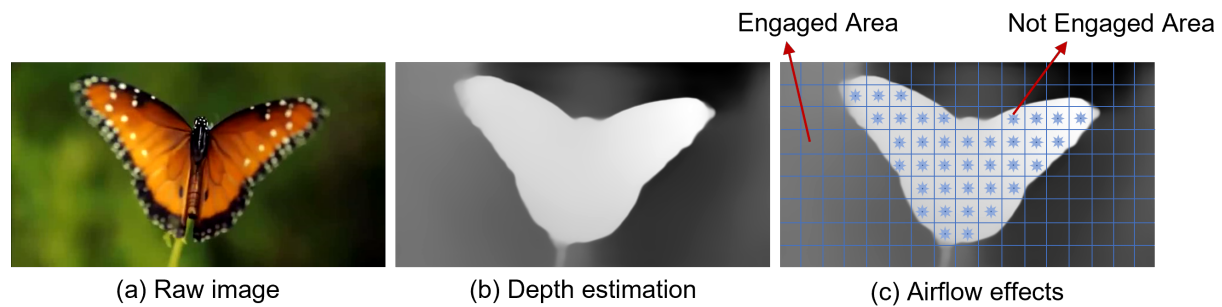 Engaged Area
Not Engaged Area
(a) Raw image
(b) Depth estimation
(c) Airflow effects